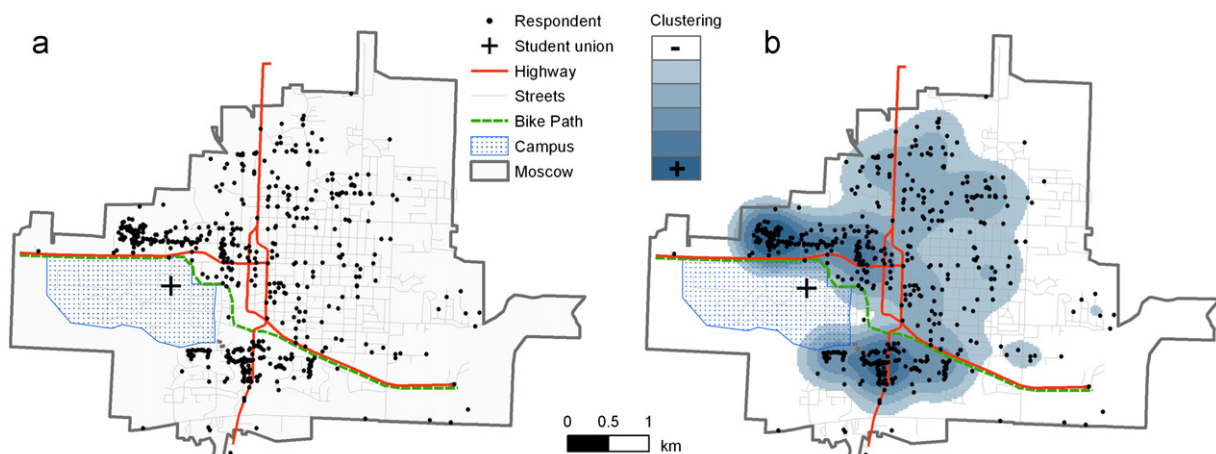 a
Respondent
Student union
Highway
Streets
Bike Path
Campus
Moscow
Clustering
-
+
b
0 0.5 1
km